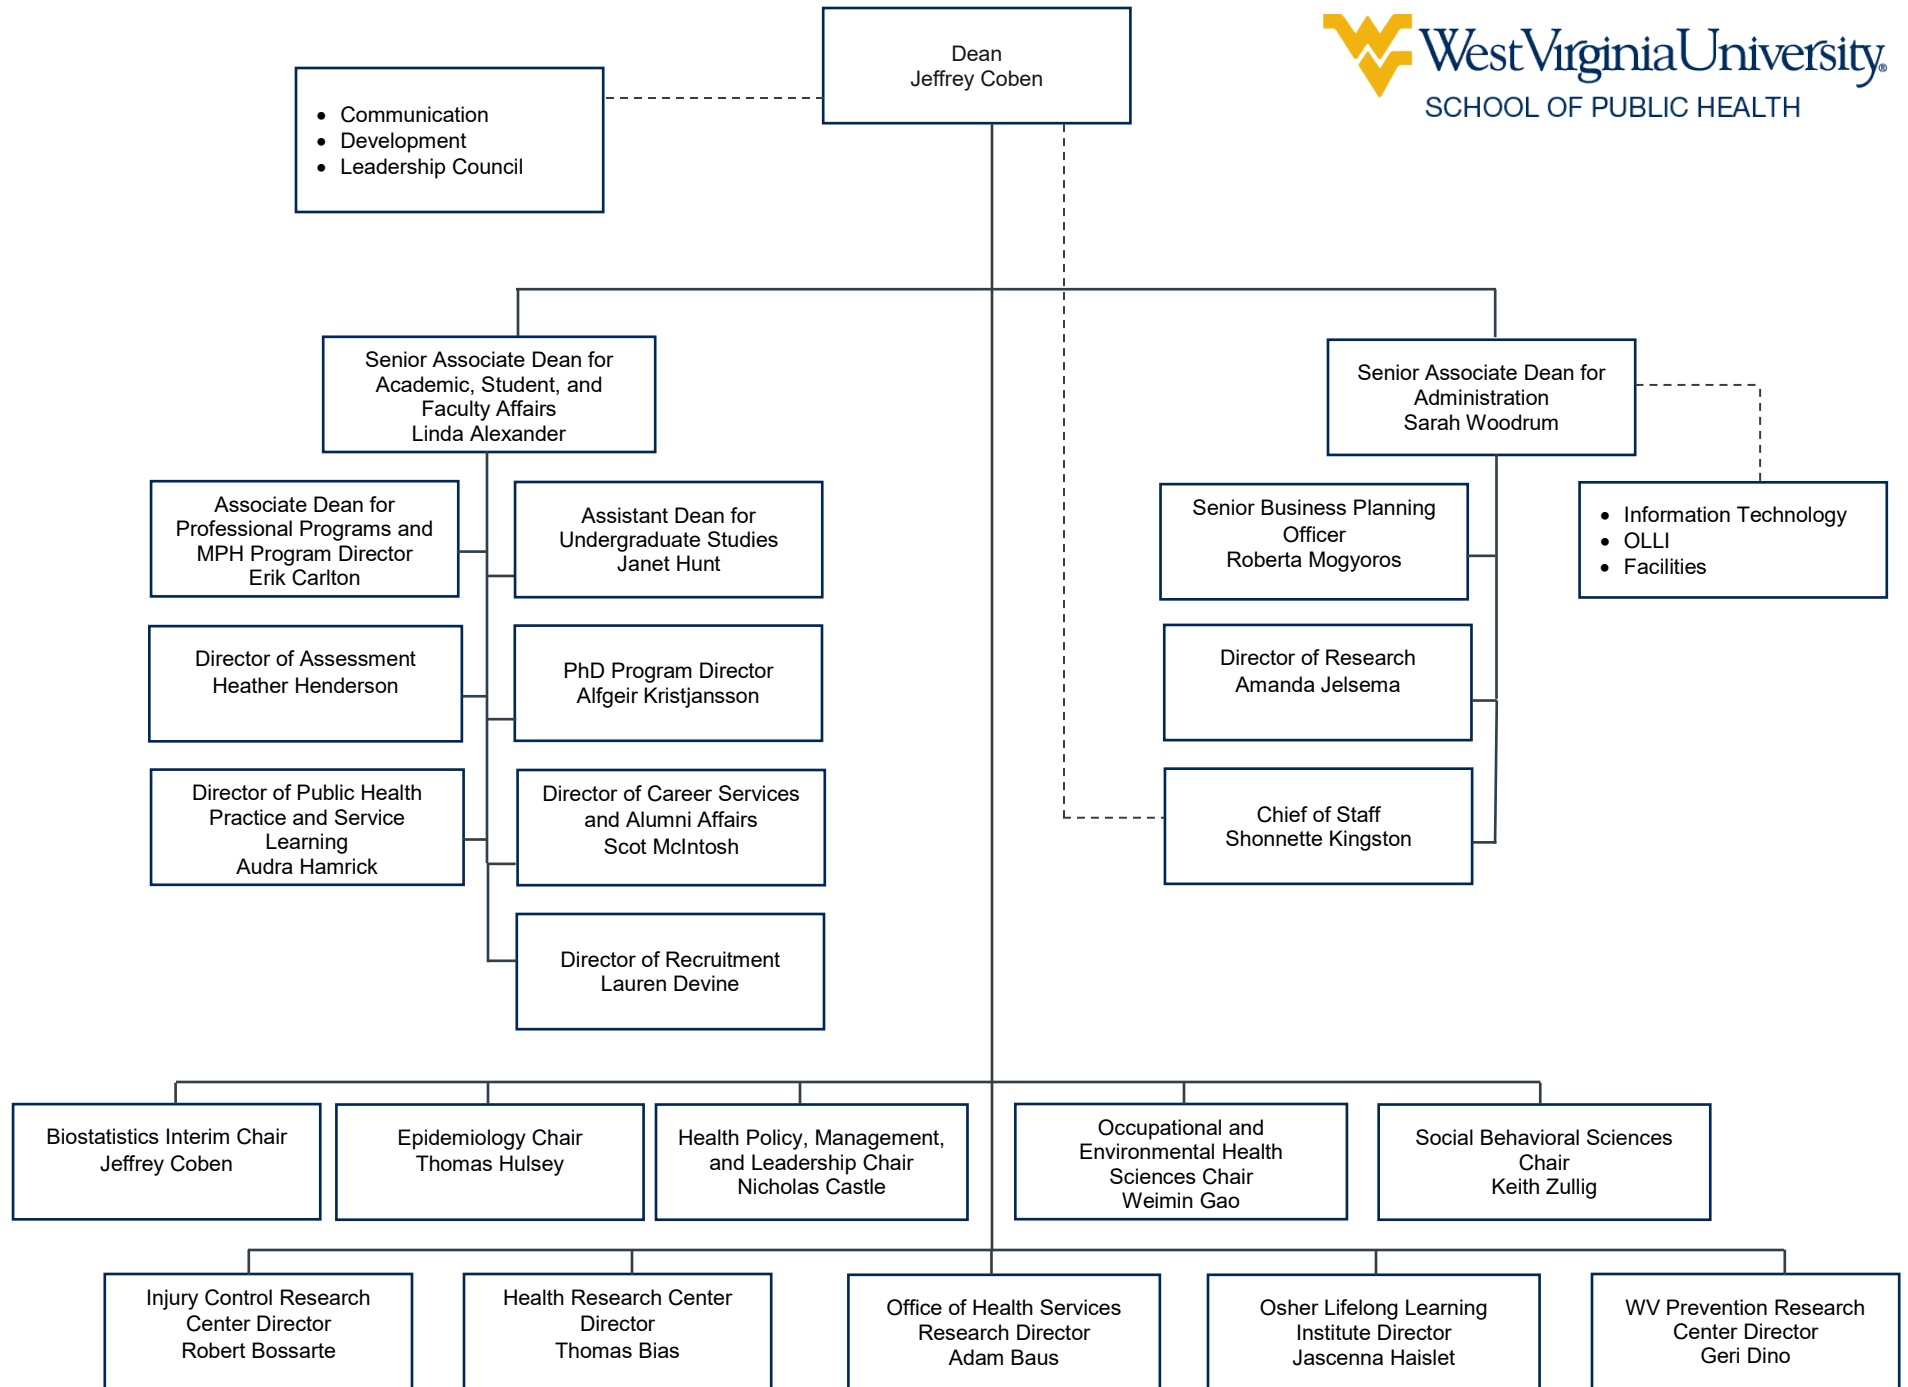 Dean
Jeffrey Coben
WestVirginiaUniversity®
SCHOOL OF PUBLIC HEALTH
• Communication
• Development
• Leadership Council
Senior Associate Dean for
Academic, Student, and
Faculty Affairs
Linda Alexander
Senior Associate Dean for
Administration
Sarah Woodrum
Associate Dean for
Professional Programs and
MPH Program Director
Erik Carlton
Assistant Dean for
Undergraduate Studies
Janet Hunt
Senior Business Planning
Officer
Roberta Mogyoros
• Information Technology
• OLLI
• Facilities
Director of Assessment
Heather Henderson
PhD Program Director
Alfgeir Kristjansson
Director of Research
Amanda Jelsema
Director of Public Health
Practice and Service
Learning
Audra Hamrick
Director of Career Services
and Alumni Affairs
Scot McIntosh
Chief of Staff
Shonnette Kingston
Director of Recruitment
Lauren Devine
Biostatistics Interim Chair
Jeffrey Coben
Epidemiology Chair
Thomas Hulsey
Health Policy, Management,
and Leadership Chair
Nicholas Castle
Occupational and
Environmental Health
Sciences Chair
Weimin Gao
Social Behavioral Sciences
Chair
Keith Zullig
Injury Control Research
Center Director
Robert Bossarte
Health Research Center
Director
Thomas Bias
Office of Health Services
Research Director
Adam Baus
Osher Lifelong Learning
Institute Director
Jascenna Haislet
WV Prevention Research
Center Director
Geri Dino